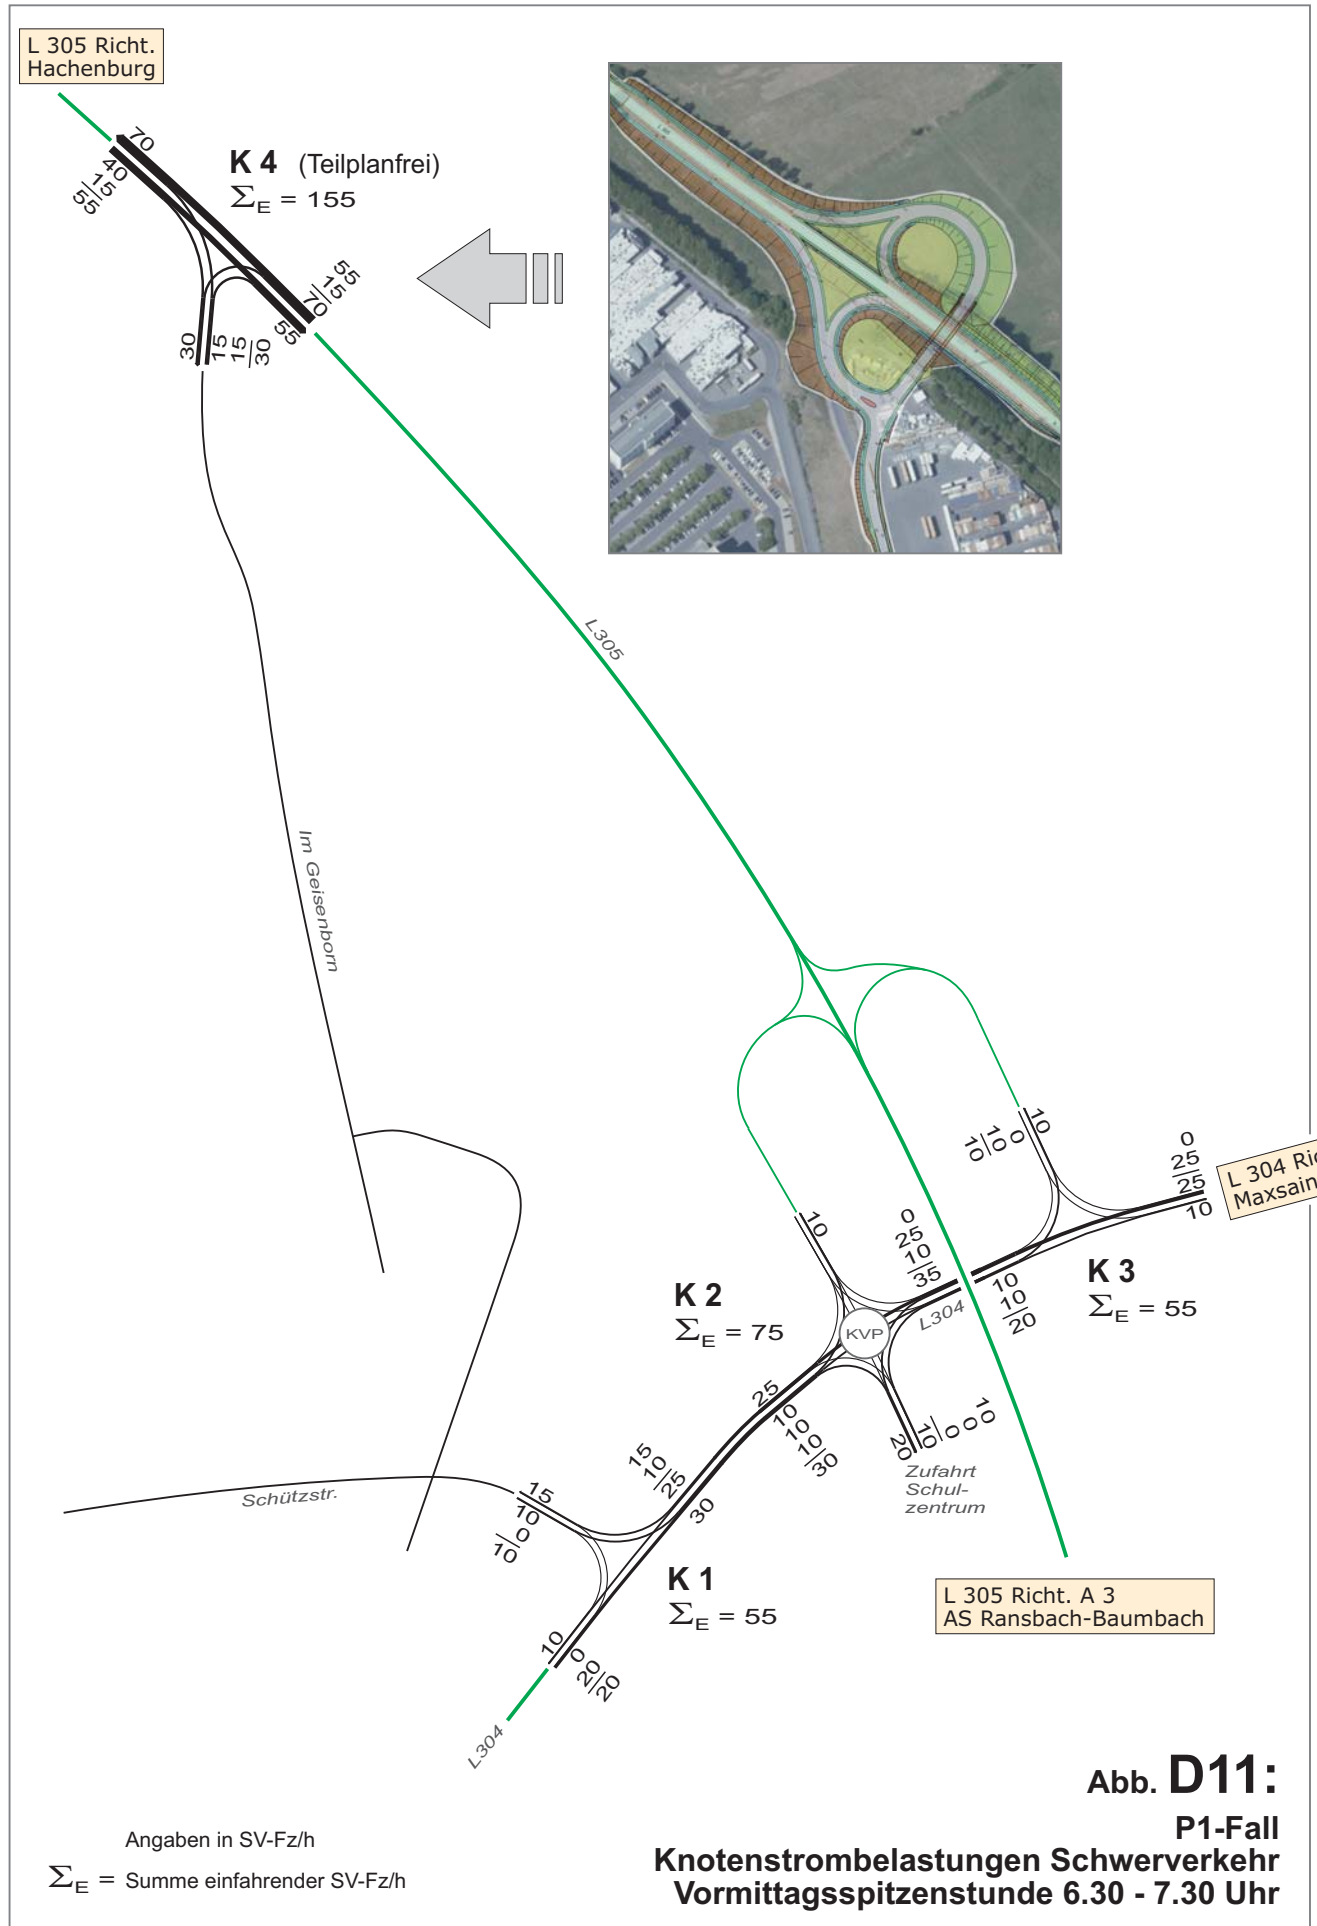 L 305 Richt.
Hachenburg
70
40
15
55
K 4 (Teilplanfrei)
ΣE = 155
55
15
70
55
30
15
15
30
L305
Im Geisenborn
10
0
10
10
0
25
25
10
L 304 Ric
Maxsain
10
0
25
10
35
K 2
ΣE = 75
KVP
L304
10
10
20
K 3
ΣE = 55
25
10
10
10
30
20
10
0
0
10
Zufahrt
Schul-
zentrum
15
10
25
30
Schützstr.
15
10
0
10
K 1
ΣE = 55
10
0
20
20
L304
L 305 Richt. A 3
AS Ransbach-Baumbach
Abb. D11:
P1-Fall
Knotenstrombelastungen Schwerverkehr
Vormittagsspitzenstunde 6.30 - 7.30 Uhr
Angaben in SV-Fz/h
ΣE = Summe einfahrender SV-Fz/h